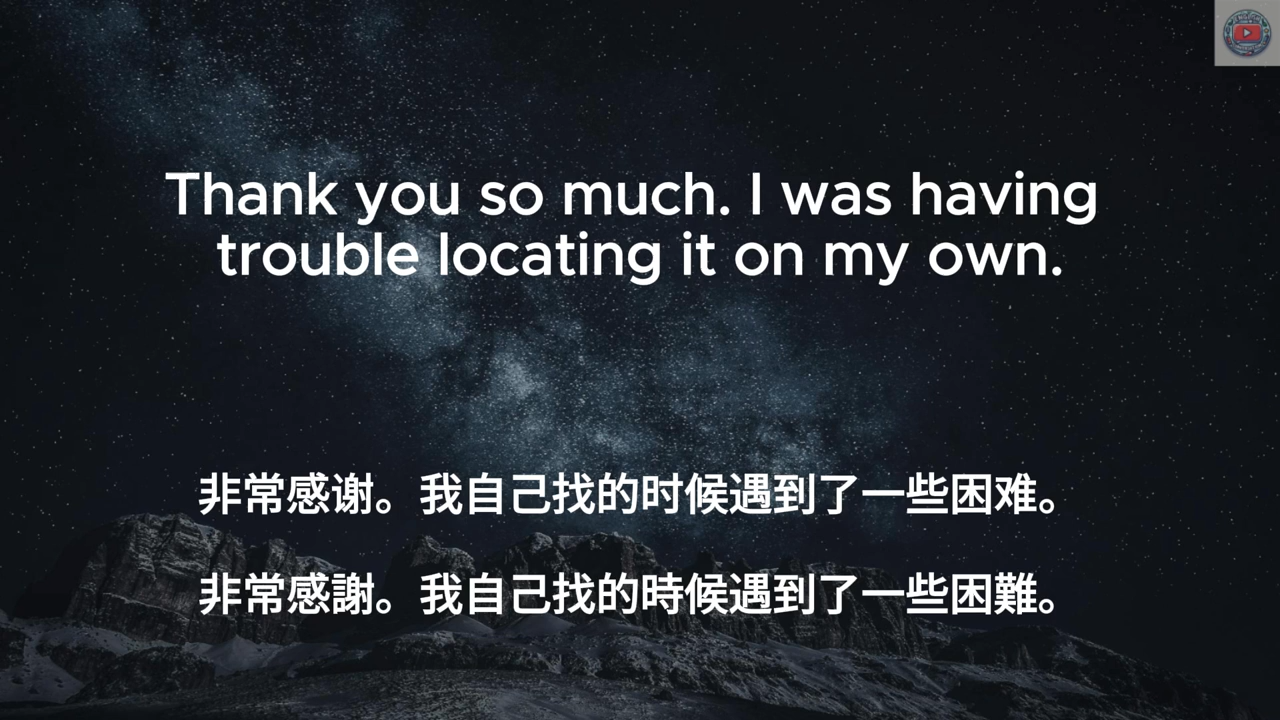 Thank you so much. I was having
trouble locating it on my own.
非常感谢。我自己找的时候遇到了一些困难。
非常感謝。我自己找的時候遇到了一些困難。